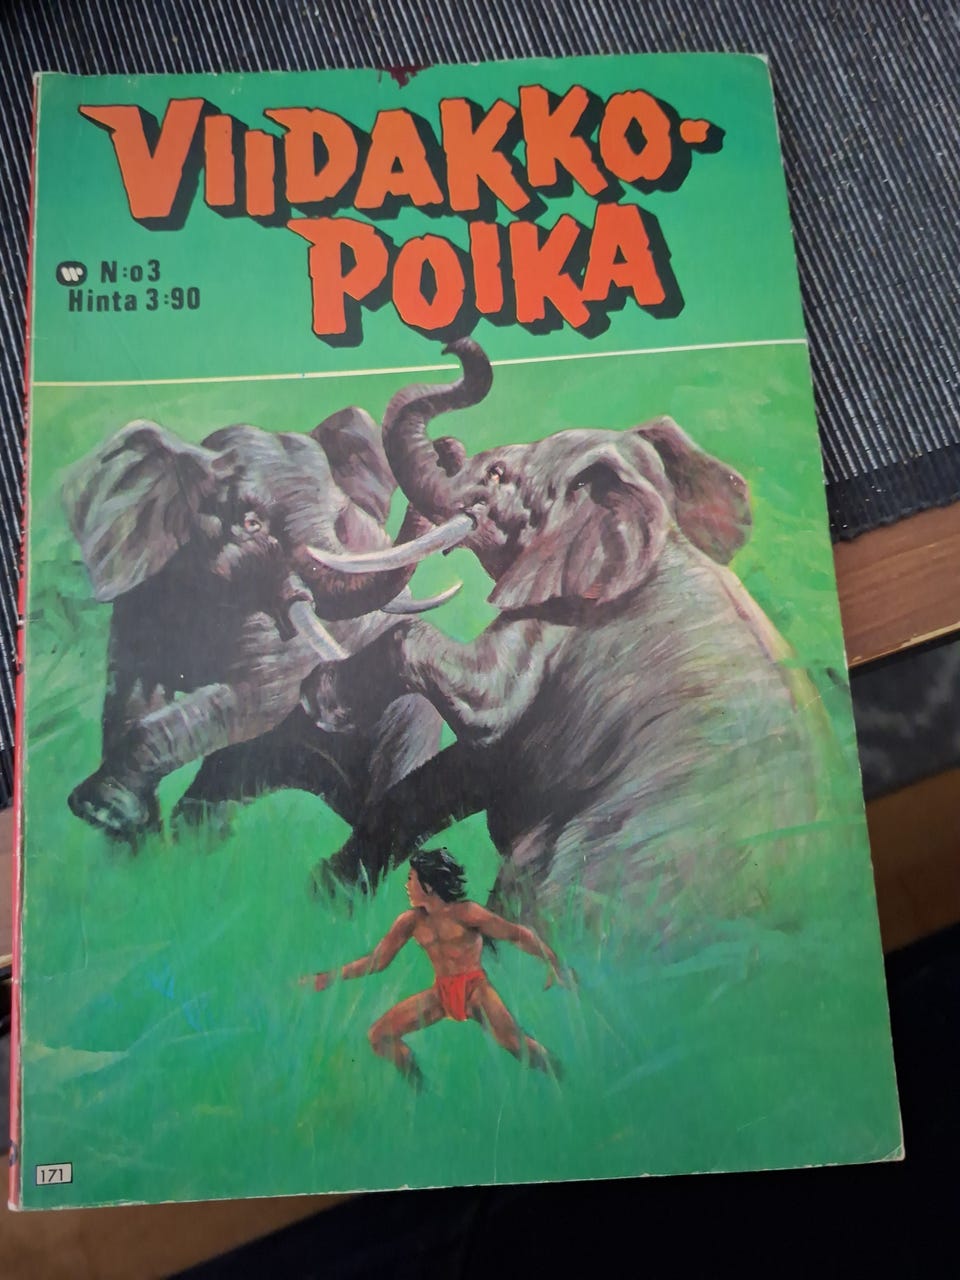 VIIDAKKO-
POIKA
W N:o 3
Hinta 3:90
171